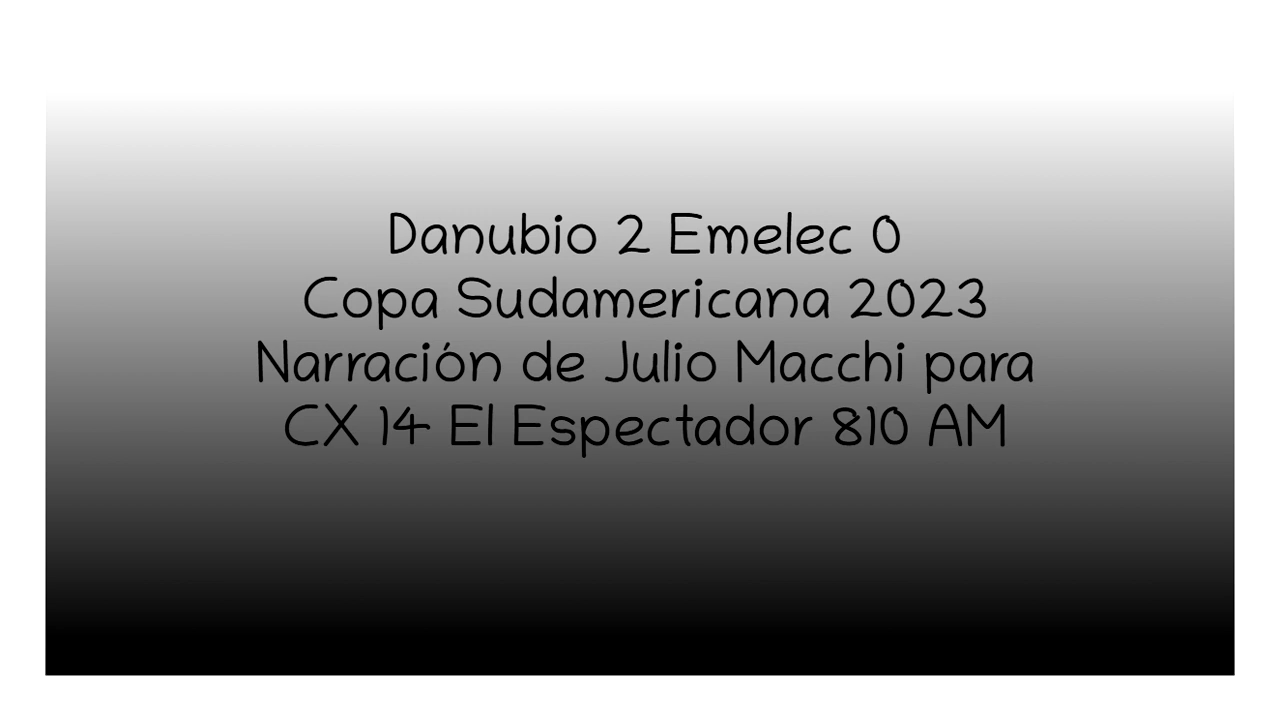 Danubio 2 Emelec 0
Copa Sudamericana 2023
Narración de Julio Macchi para
CX 14 El Espectador 810 AM